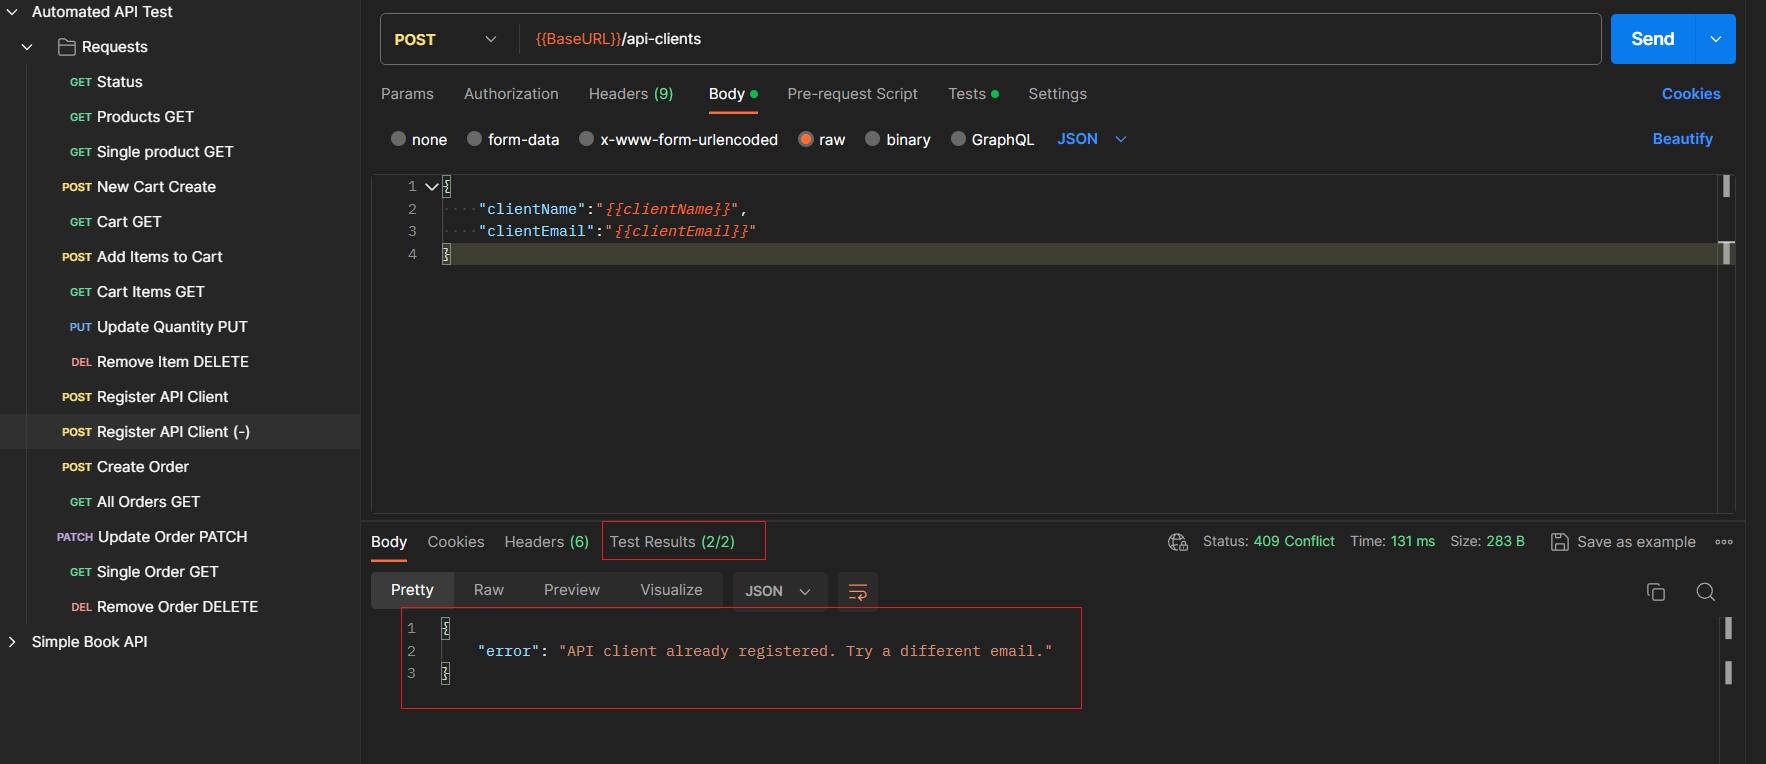 Automated API Test
Requests
GET Status
GET Products GET
GET Single product GET
POST New Cart Create
GET Cart GET
POST Add Items to Cart
GET Cart Items GET
PUT Update Quantity PUT
DEL Remove Item DELETE
POST Register API Client
POST Register API Client (-)
POST Create Order
GET All Orders GET
PATCH Update Order PATCH
GET Single Order GET
DEL Remove Order DELETE
Simple Book API
POST {{BaseURL}}/api-clients Send
Params Authorization Headers (9) Body Pre-request Script Tests Settings Cookies
none form-data x-www-form-urlencoded raw binary GraphQL JSON Beautify
1 {
2 "clientName":"{{clientName}}",
3 "clientEmail":"{{clientEmail}}"
4 }
Body Cookies Headers (6) Test Results (2/2) Status: 409 Conflict Time: 131 ms Size: 283 B Save as example
Pretty Raw Preview Visualize JSON
1 {
2 "error": "API client already registered. Try a different email."
3 }